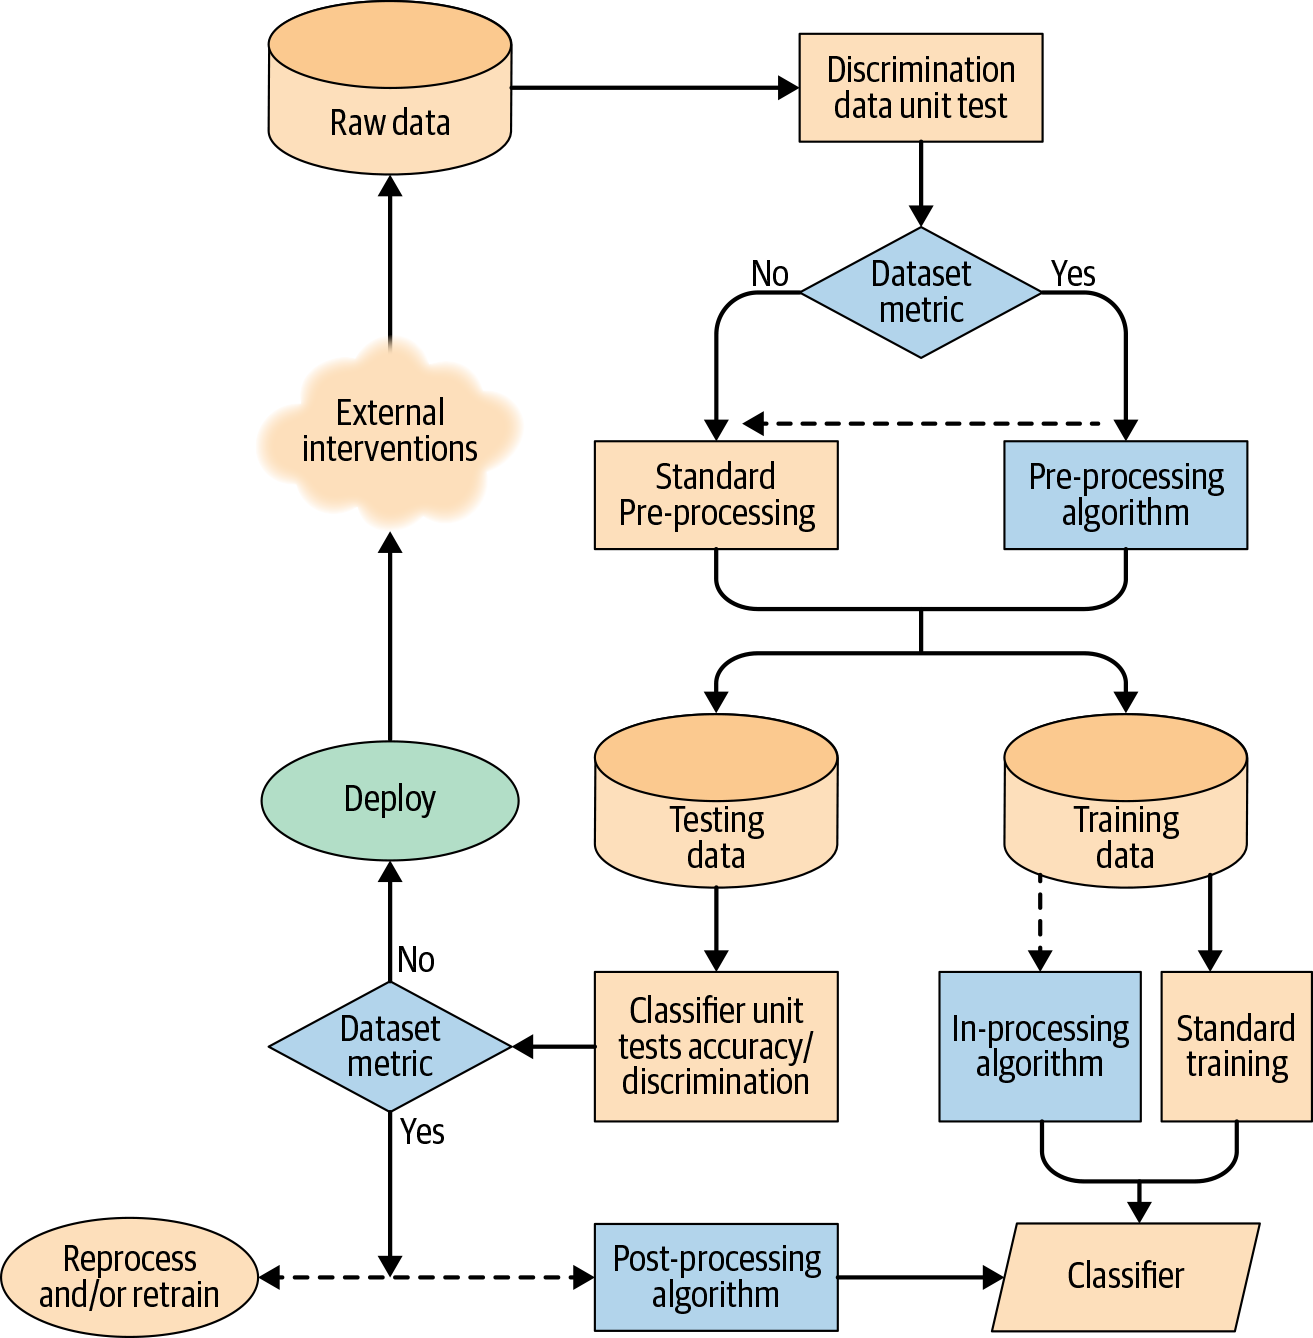 Raw data
Discrimination
data unit test
No
Dataset
metric
Yes
External
interventions
Standard
Pre-processing
Pre-processing
algorithm
Deploy
Testing
data
Training
data
No
Dataset
metric
Yes
Classifier unit
tests accuracy/
discrimination
In-processing
algorithm
Standard
training
Reprocess
and/or retrain
Post-processing
algorithm
Classifier